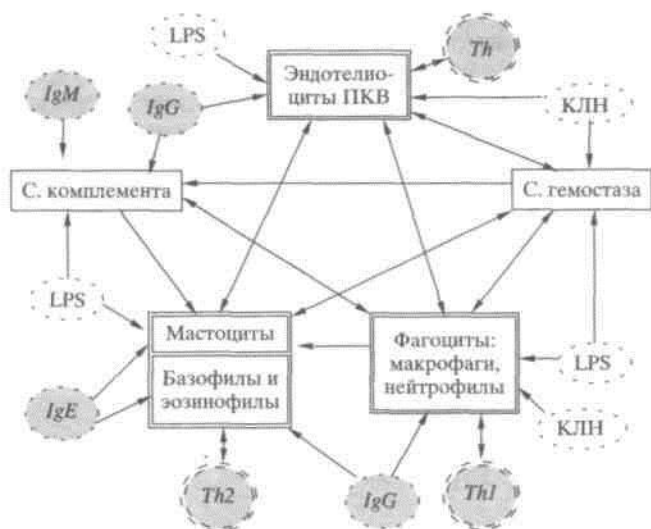 LPS
Th
Эндотелио-
циты ПКВ
IgM
IgG
КЛН
С. комплемента
С. гемостаза
LPS
Мастоциты
Фагоциты:
макрофаги,
нейтрофилы
Базофилы и
эозинофилы
LPS
IgE
КЛН
Th2
IgG
Th1